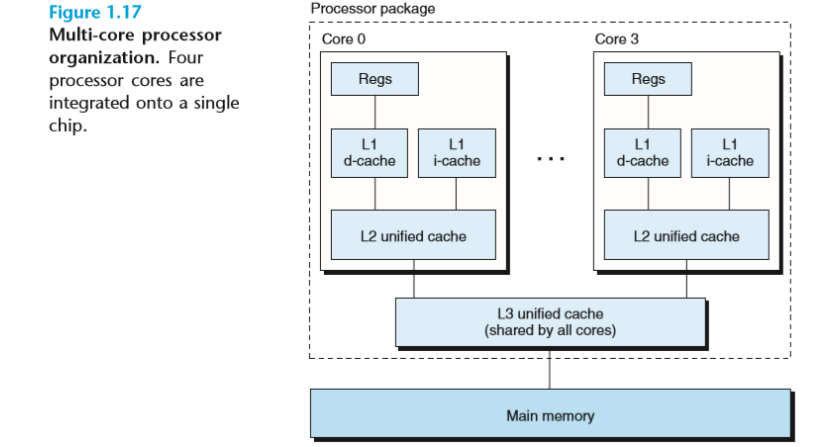 Figure 1.17
Multi-core processor
organization. Four
processor cores are
integrated onto a single
chip.
Processor package
Core 0
Regs
L1
d-cache
L1
i-cache
L2 unified cache
...
Core 3
Regs
L1
d-cache
L1
i-cache
L2 unified cache
L3 unified cache
(shared by all cores)
Main memory